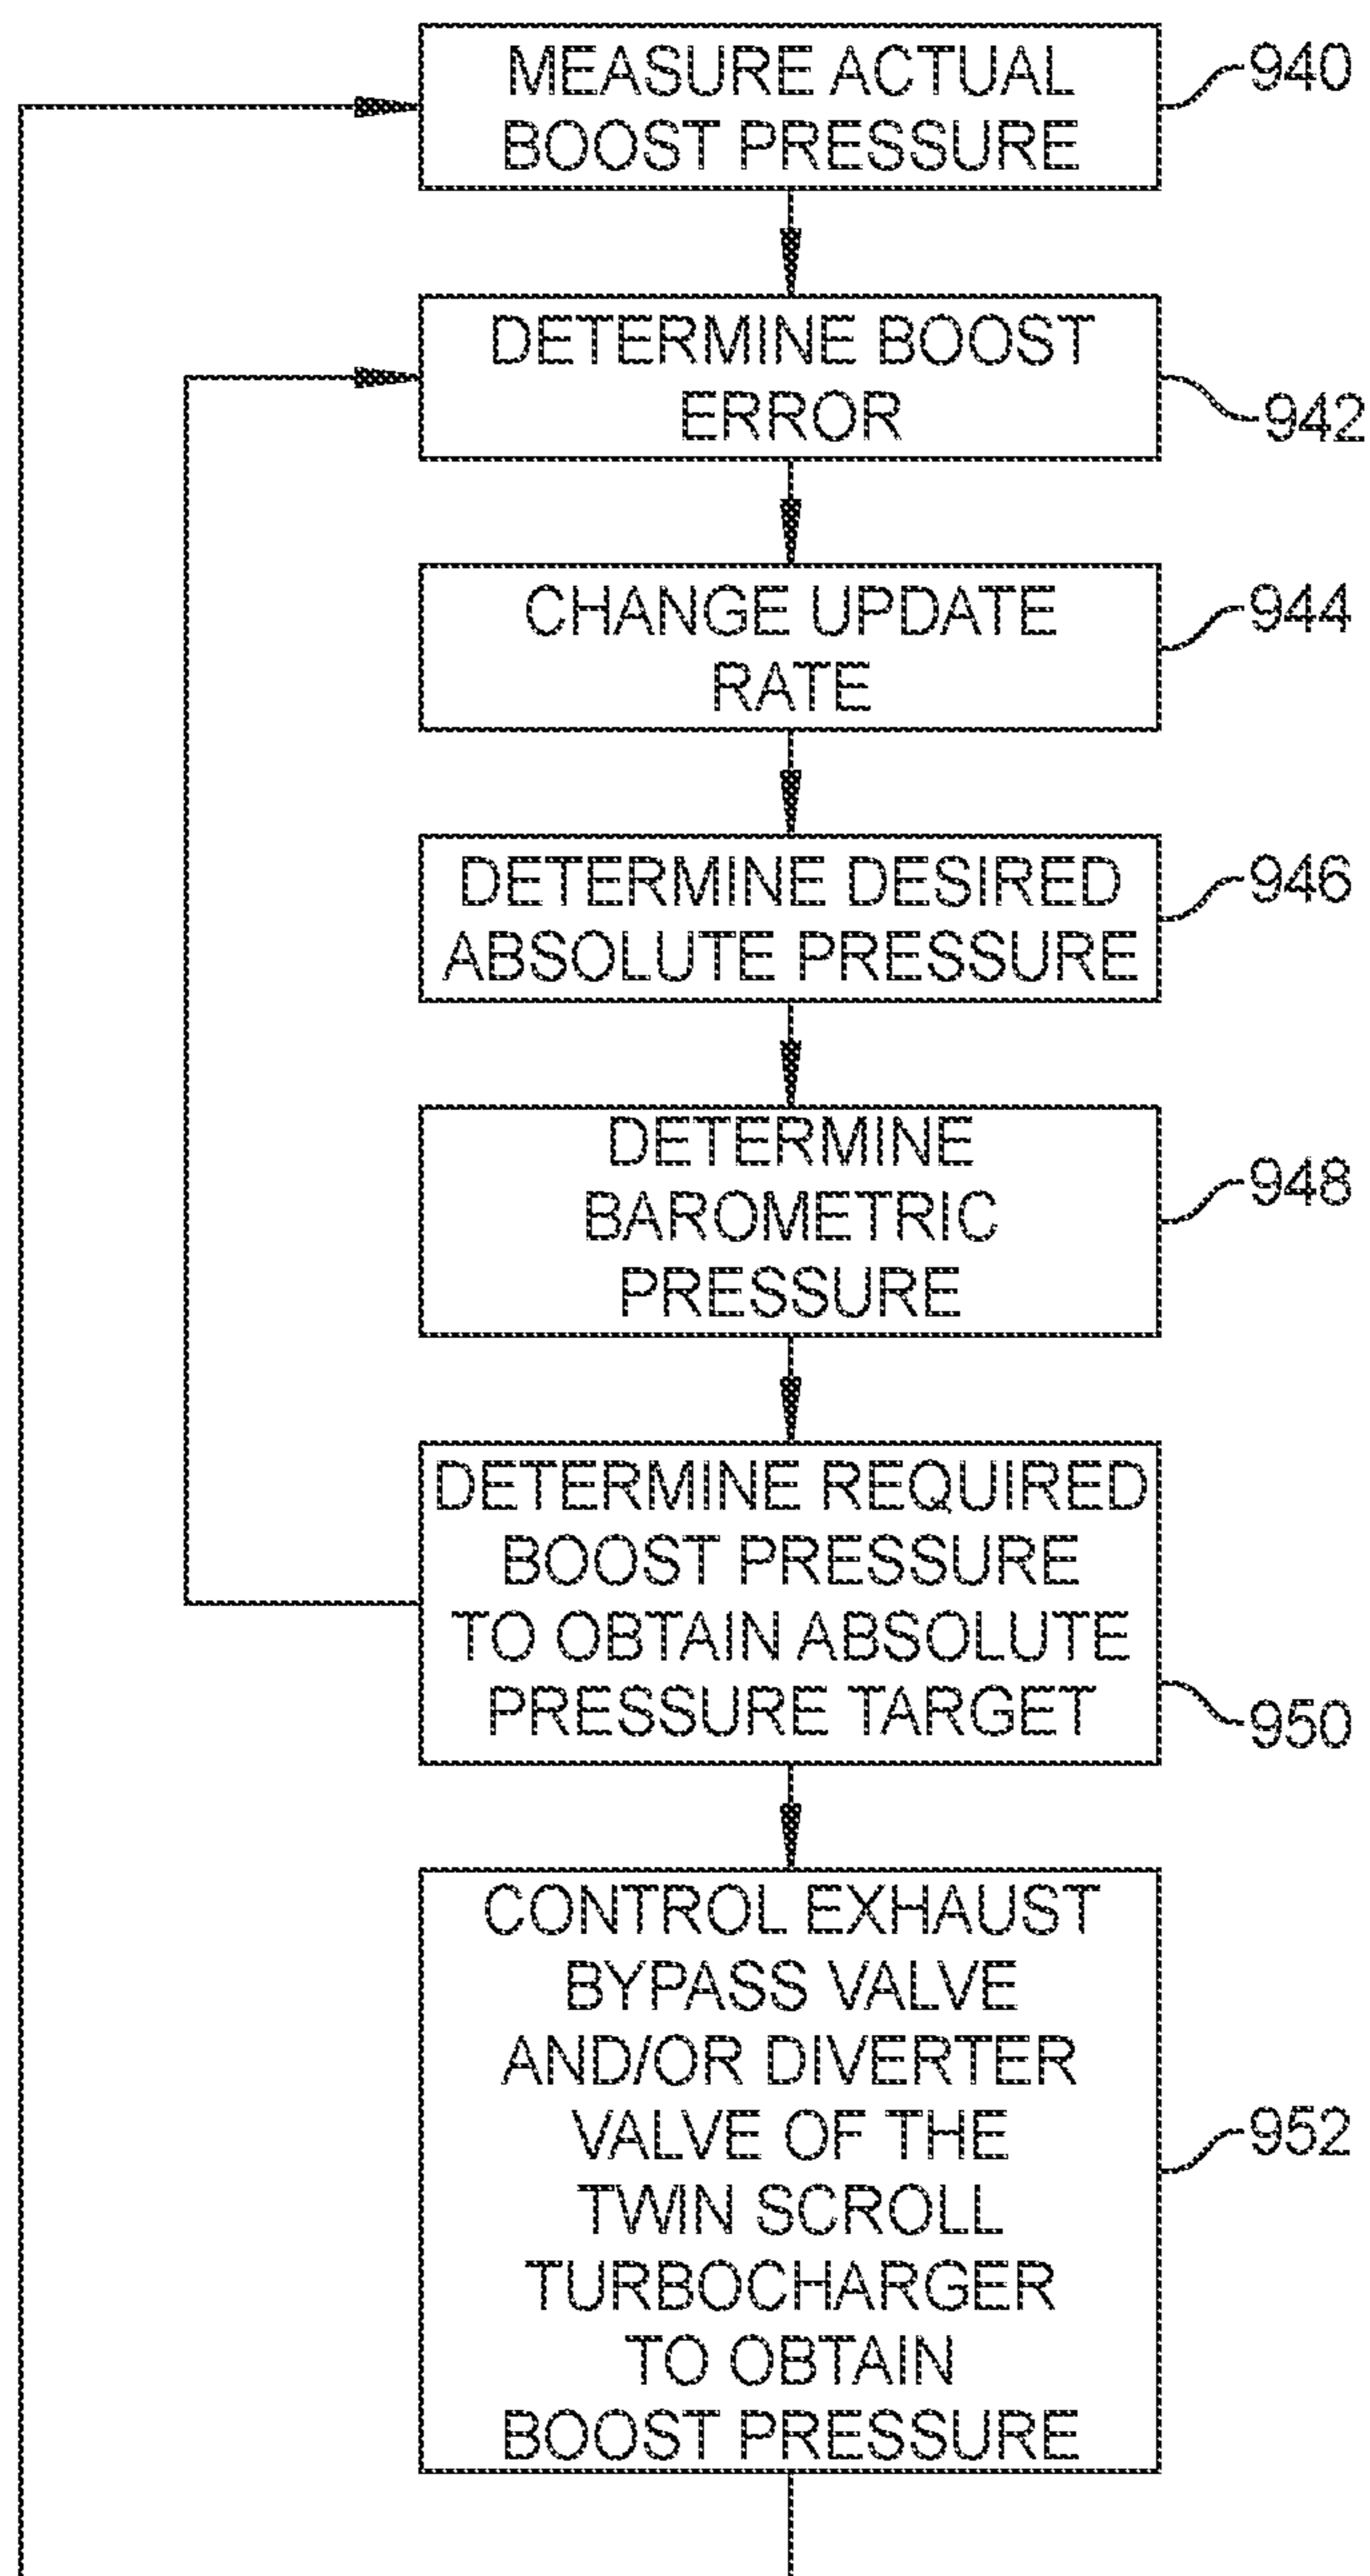 MEASURE ACTUAL
BOOST PRESSURE
940
DETERMINE BOOST
ERROR
942
CHANGE UPDATE
RATE
944
DETERMINE DESIRED
ABSOLUTE PRESSURE
946
DETERMINE
BAROMETRIC
PRESSURE
948
DETERMINE REQUIRED
BOOST PRESSURE
TO OBTAIN ABSOLUTE
PRESSURE TARGET
950
CONTROL EXHAUST
BYPASS VALVE
AND/OR DIVERTER
VALVE OF THE
TWIN SCROLL
TURBOCHARGER
TO OBTAIN
BOOST PRESSURE
952